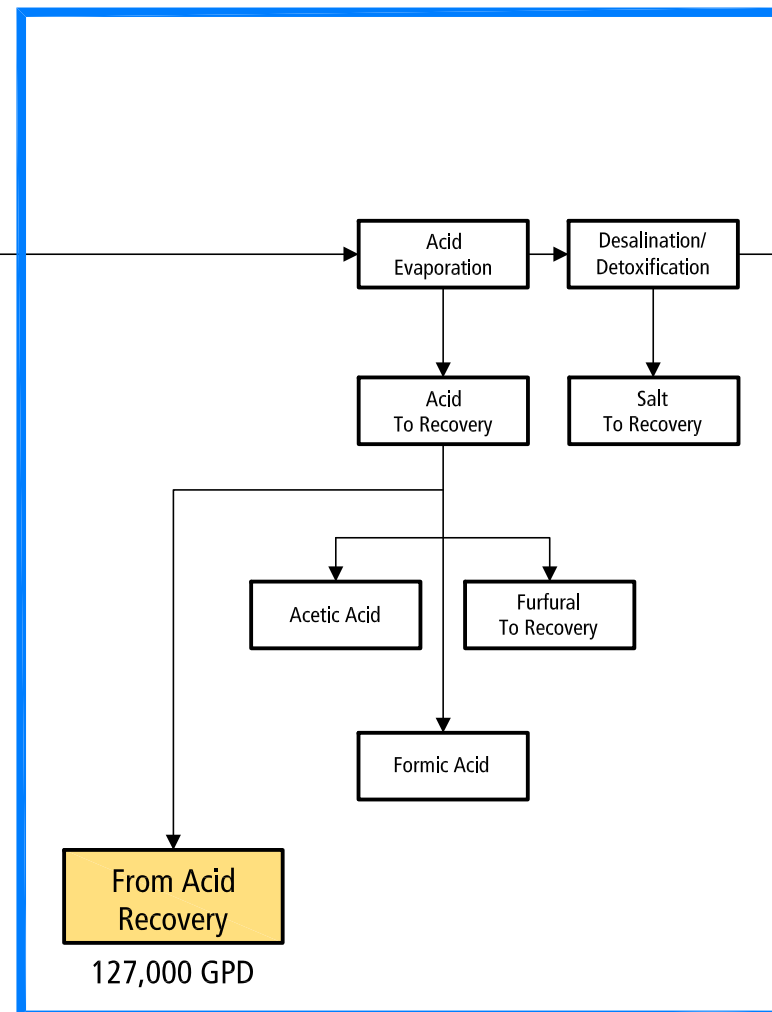 Acid
Evaporation
Desalination/
Detoxification
Acid
To Recovery
Salt
To Recovery
Acetic Acid
Furfural
To Recovery
Formic Acid
From Acid
Recovery
127,000 GPD